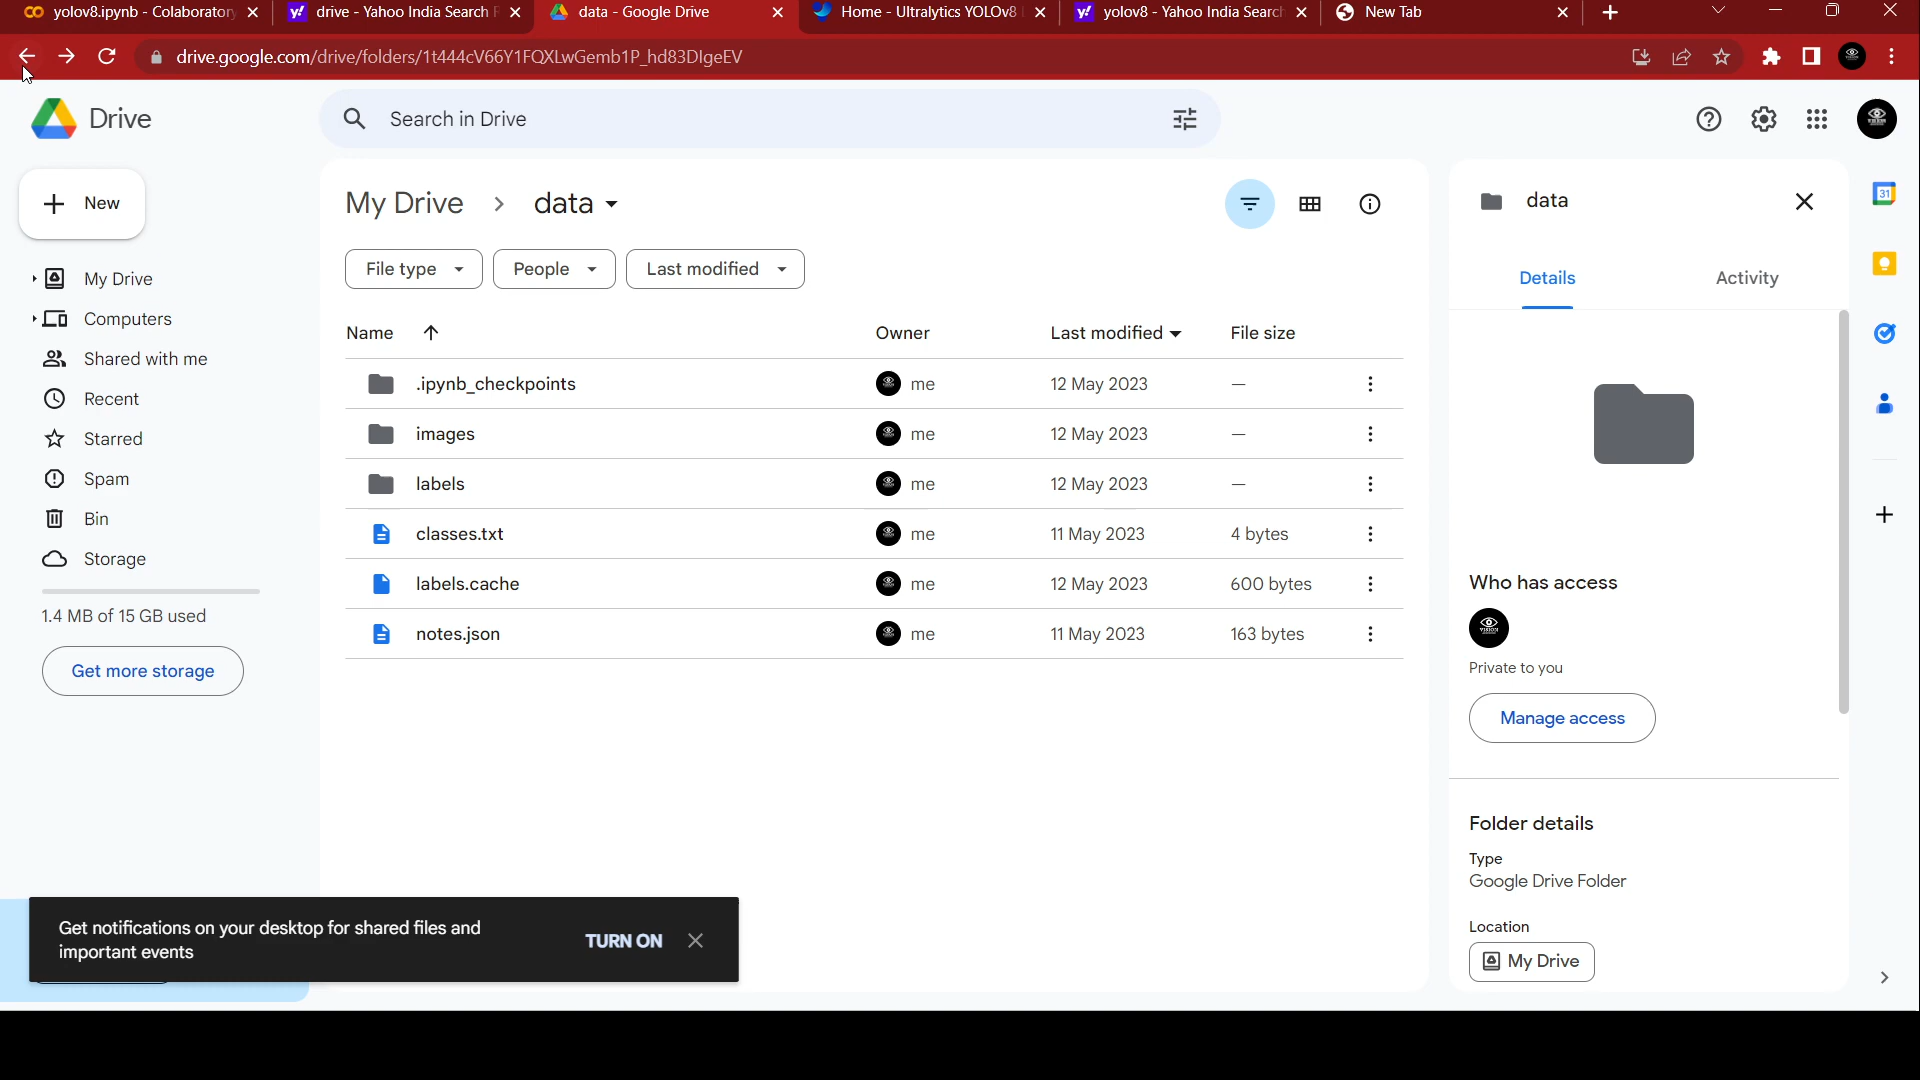 yolov8.ipynb - Colaboratory
drive - Yahoo India Search
data - Google Drive
Home - Ultralytics YOLOv8
yolov8 - Yahoo India Search
New Tab
drive.google.com/drive/folders/1t444cV66Y1FQXLwGemb1P_hd83DIgeEV
Drive
Search in Drive
New
My Drive
Computers
Shared with me
Recent
Starred
Spam
Bin
Storage
1.4 MB of 15 GB used
Get more storage
My Drive > data
File type People Last modified
Name Owner Last modified File size
.ipynb_checkpoints me 12 May 2023 —
images me 12 May 2023 —
labels me 12 May 2023 —
classes.txt me 11 May 2023 4 bytes
labels.cache me 12 May 2023 600 bytes
notes.json me 11 May 2023 163 bytes
data
Details Activity
Who has access
VISION
Private to you
Manage access
Folder details
Type
Google Drive Folder
Location
My Drive
31
Get notifications on your desktop for shared files and
important events
TURN ON